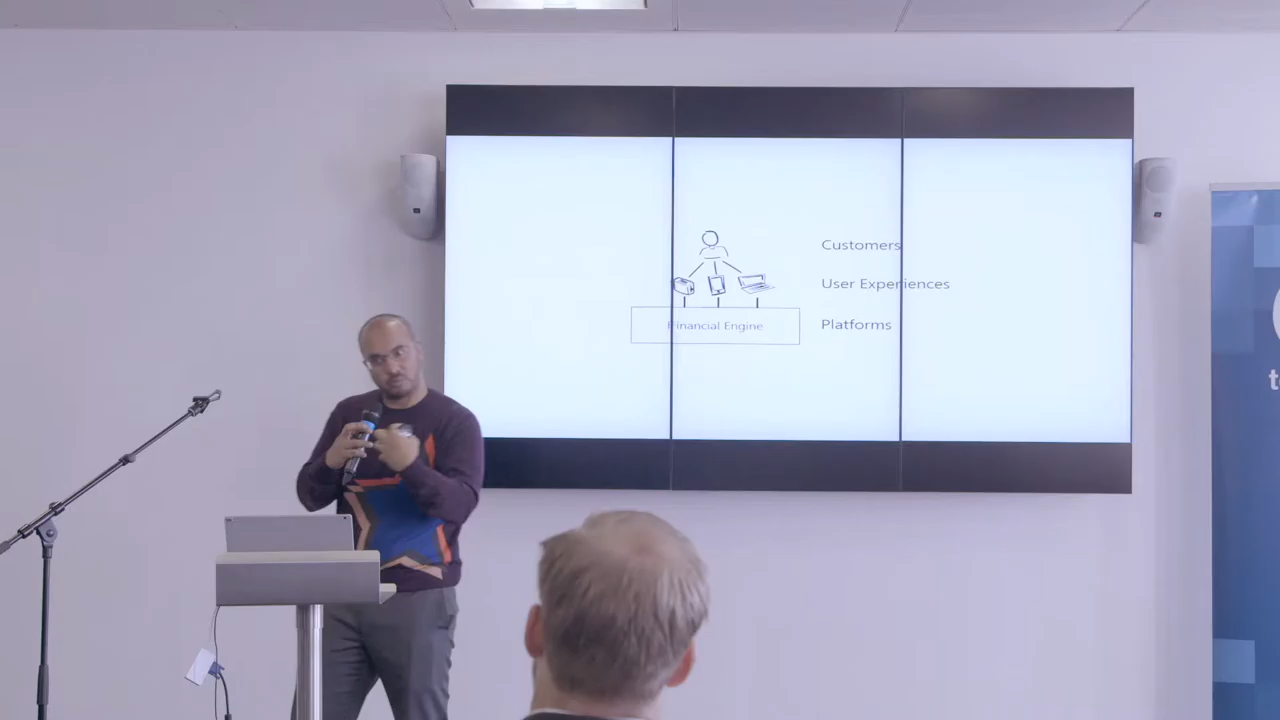 Customers
User Experiences
Financial Engine
Platforms